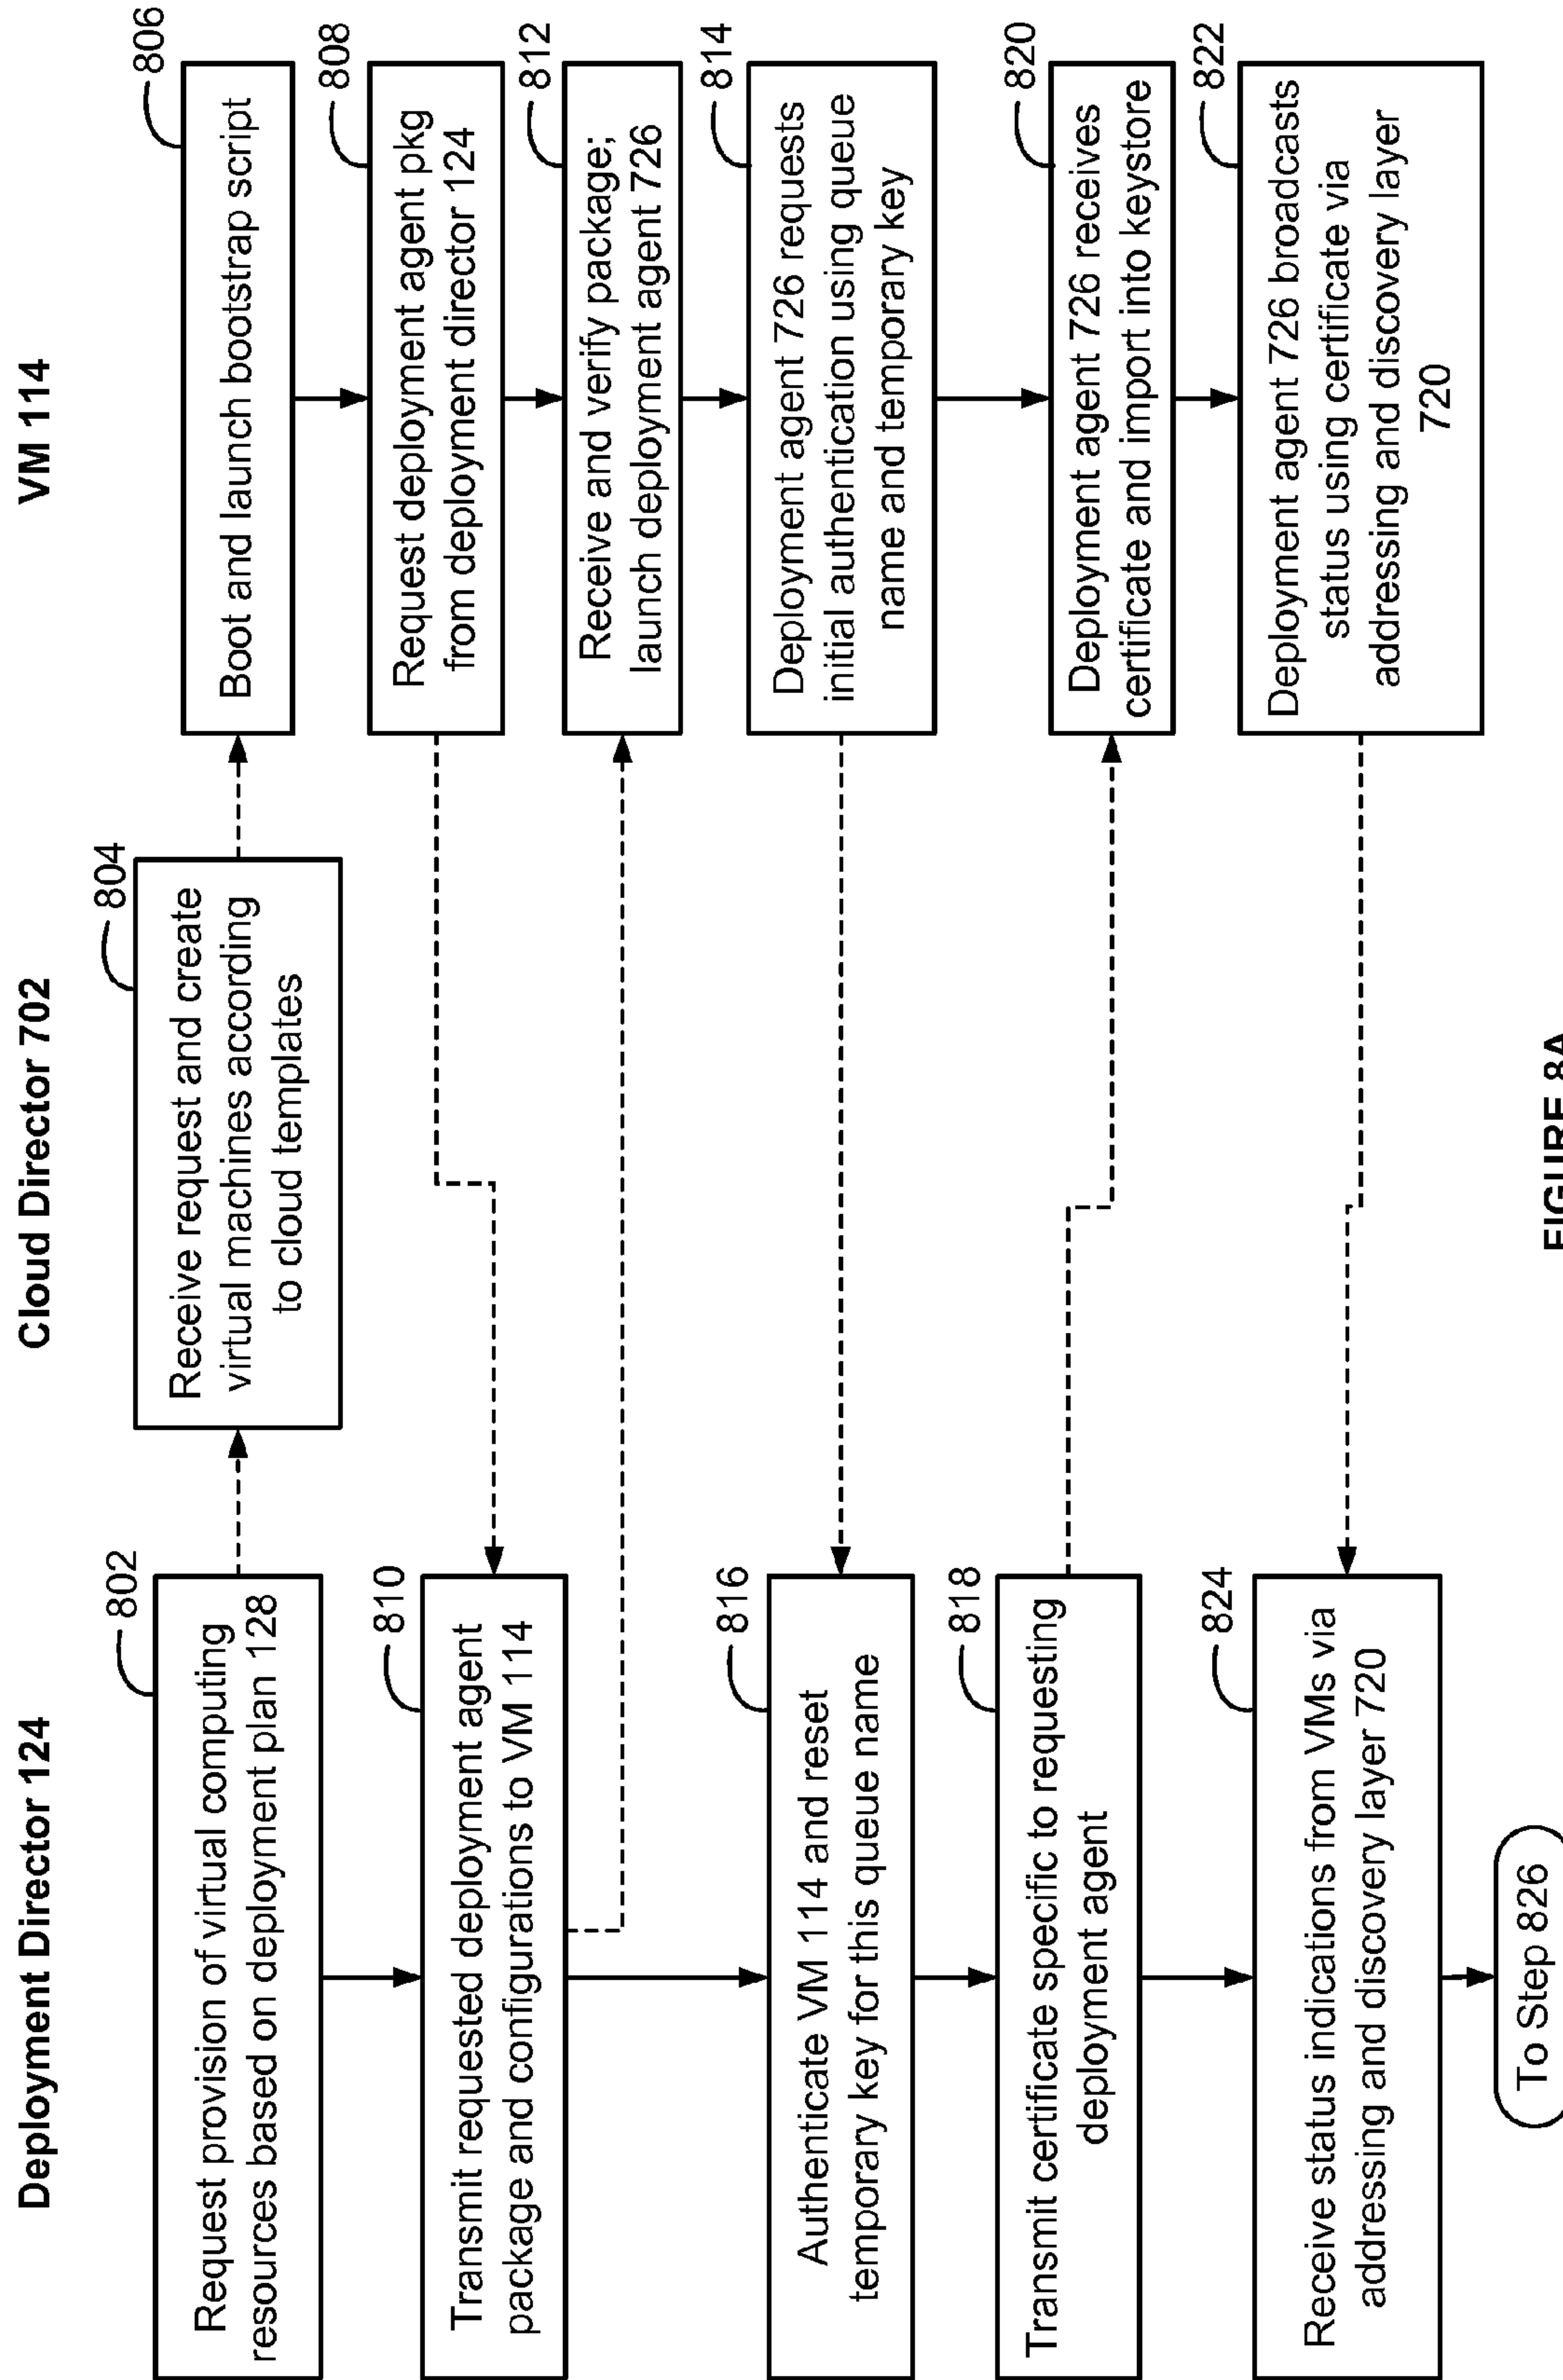 Deployment Director 124
Cloud Director 702
VM 114
802
Request provision of virtual computing
resources based on deployment plan 128
804
Receive request and create
virtual machines according
to cloud templates
806
Boot and launch bootstrap script
808
Request deployment agent pkg
from deployment director 124
810
Transmit requested deployment agent
package and configurations to VM 114
812
Receive and verify package;
launch deployment agent 726
814
Deployment agent 726 requests
initial authentication using queue
name and temporary key
816
Authenticate VM 114 and reset
temporary key for this queue name
818
Transmit certificate specific to requesting
deployment agent
820
Deployment agent 726 receives
certificate and import into keystore
822
Deployment agent 726 broadcasts
status using certificate via
addressing and discovery layer
720
824
Receive status indications from VMs via
addressing and discovery layer 720
To Step 826
FIGURE 8A